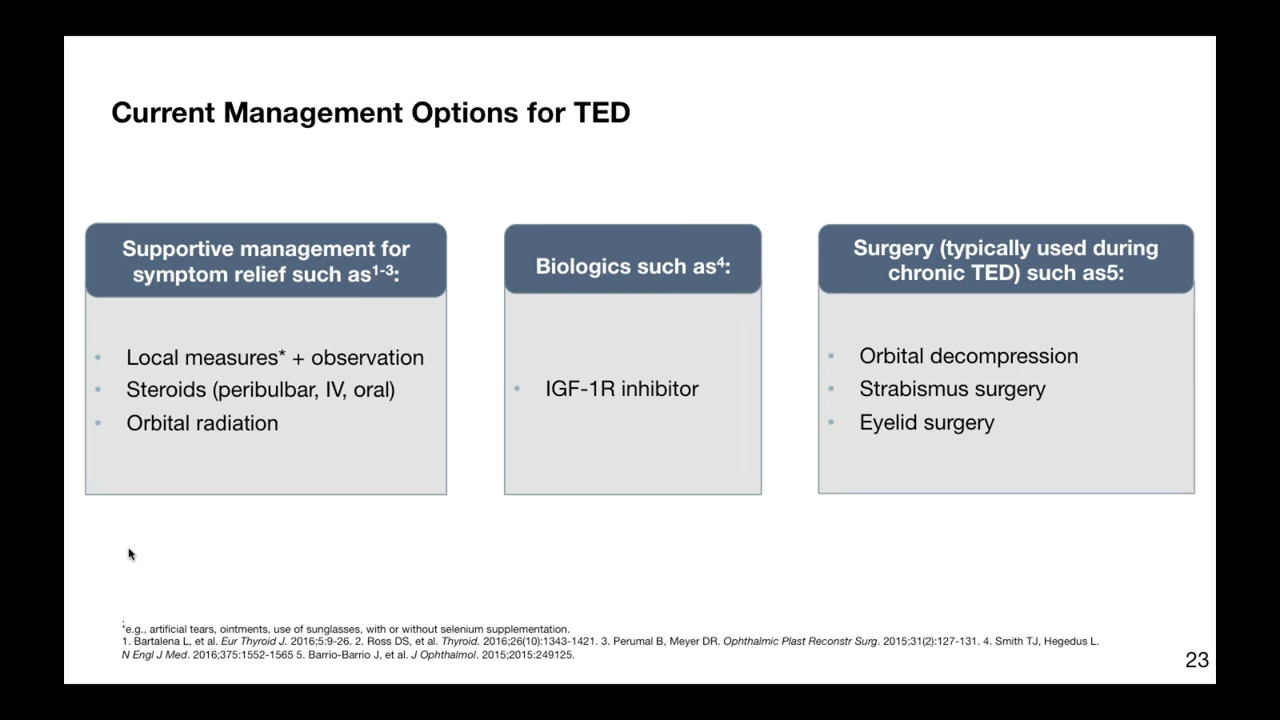 Current Management Options for TED
Supportive management for
symptom relief such as1-3:
• Local measures* + observation
• Steroids (peribulbar, IV, oral)
• Orbital radiation
Biologics such as4:
• IGF-1R inhibitor
Surgery (typically used during
chronic TED) such as5:
• Orbital decompression
• Strabismus surgery
• Eyelid surgery
*e.g., artificial tears, ointments, use of sunglasses, with or without selenium supplementation.
1. Bartalena L, et al. Eur Thyroid J. 2016;5:9-26. 2. Ross DS, et al. Thyroid. 2016;26(10):1343-1421. 3. Perumal B, Meyer DR. Ophthalmic Plast Reconstr Surg. 2015;31(2):127-131. 4. Smith TJ, Hegedus L.
N Engl J Med. 2016;375:1552-1565 5. Barrio-Barrio J, et al. J Ophthalmol. 2015;2015:249125.
23